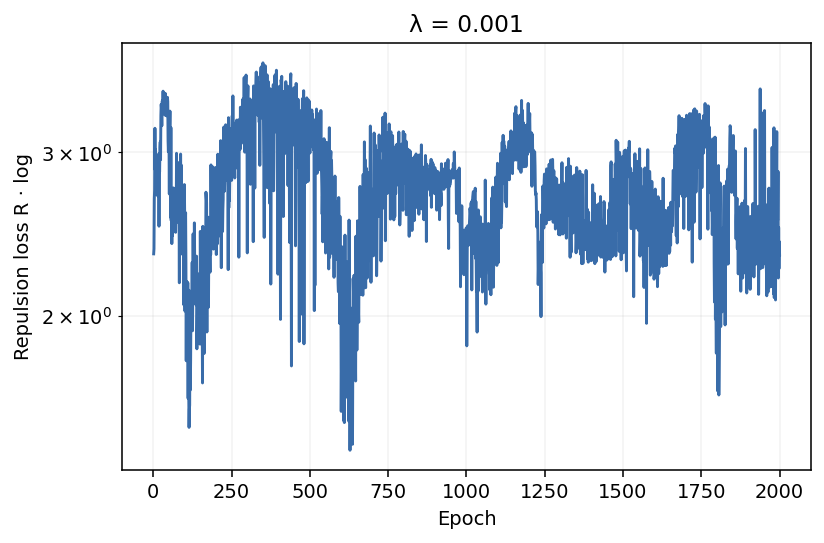 λ = 0.001
Repulsion loss R · log
3 × 10⁰
2 × 10⁰
0 250 500 750 1000 1250 1500 1750 2000
Epoch